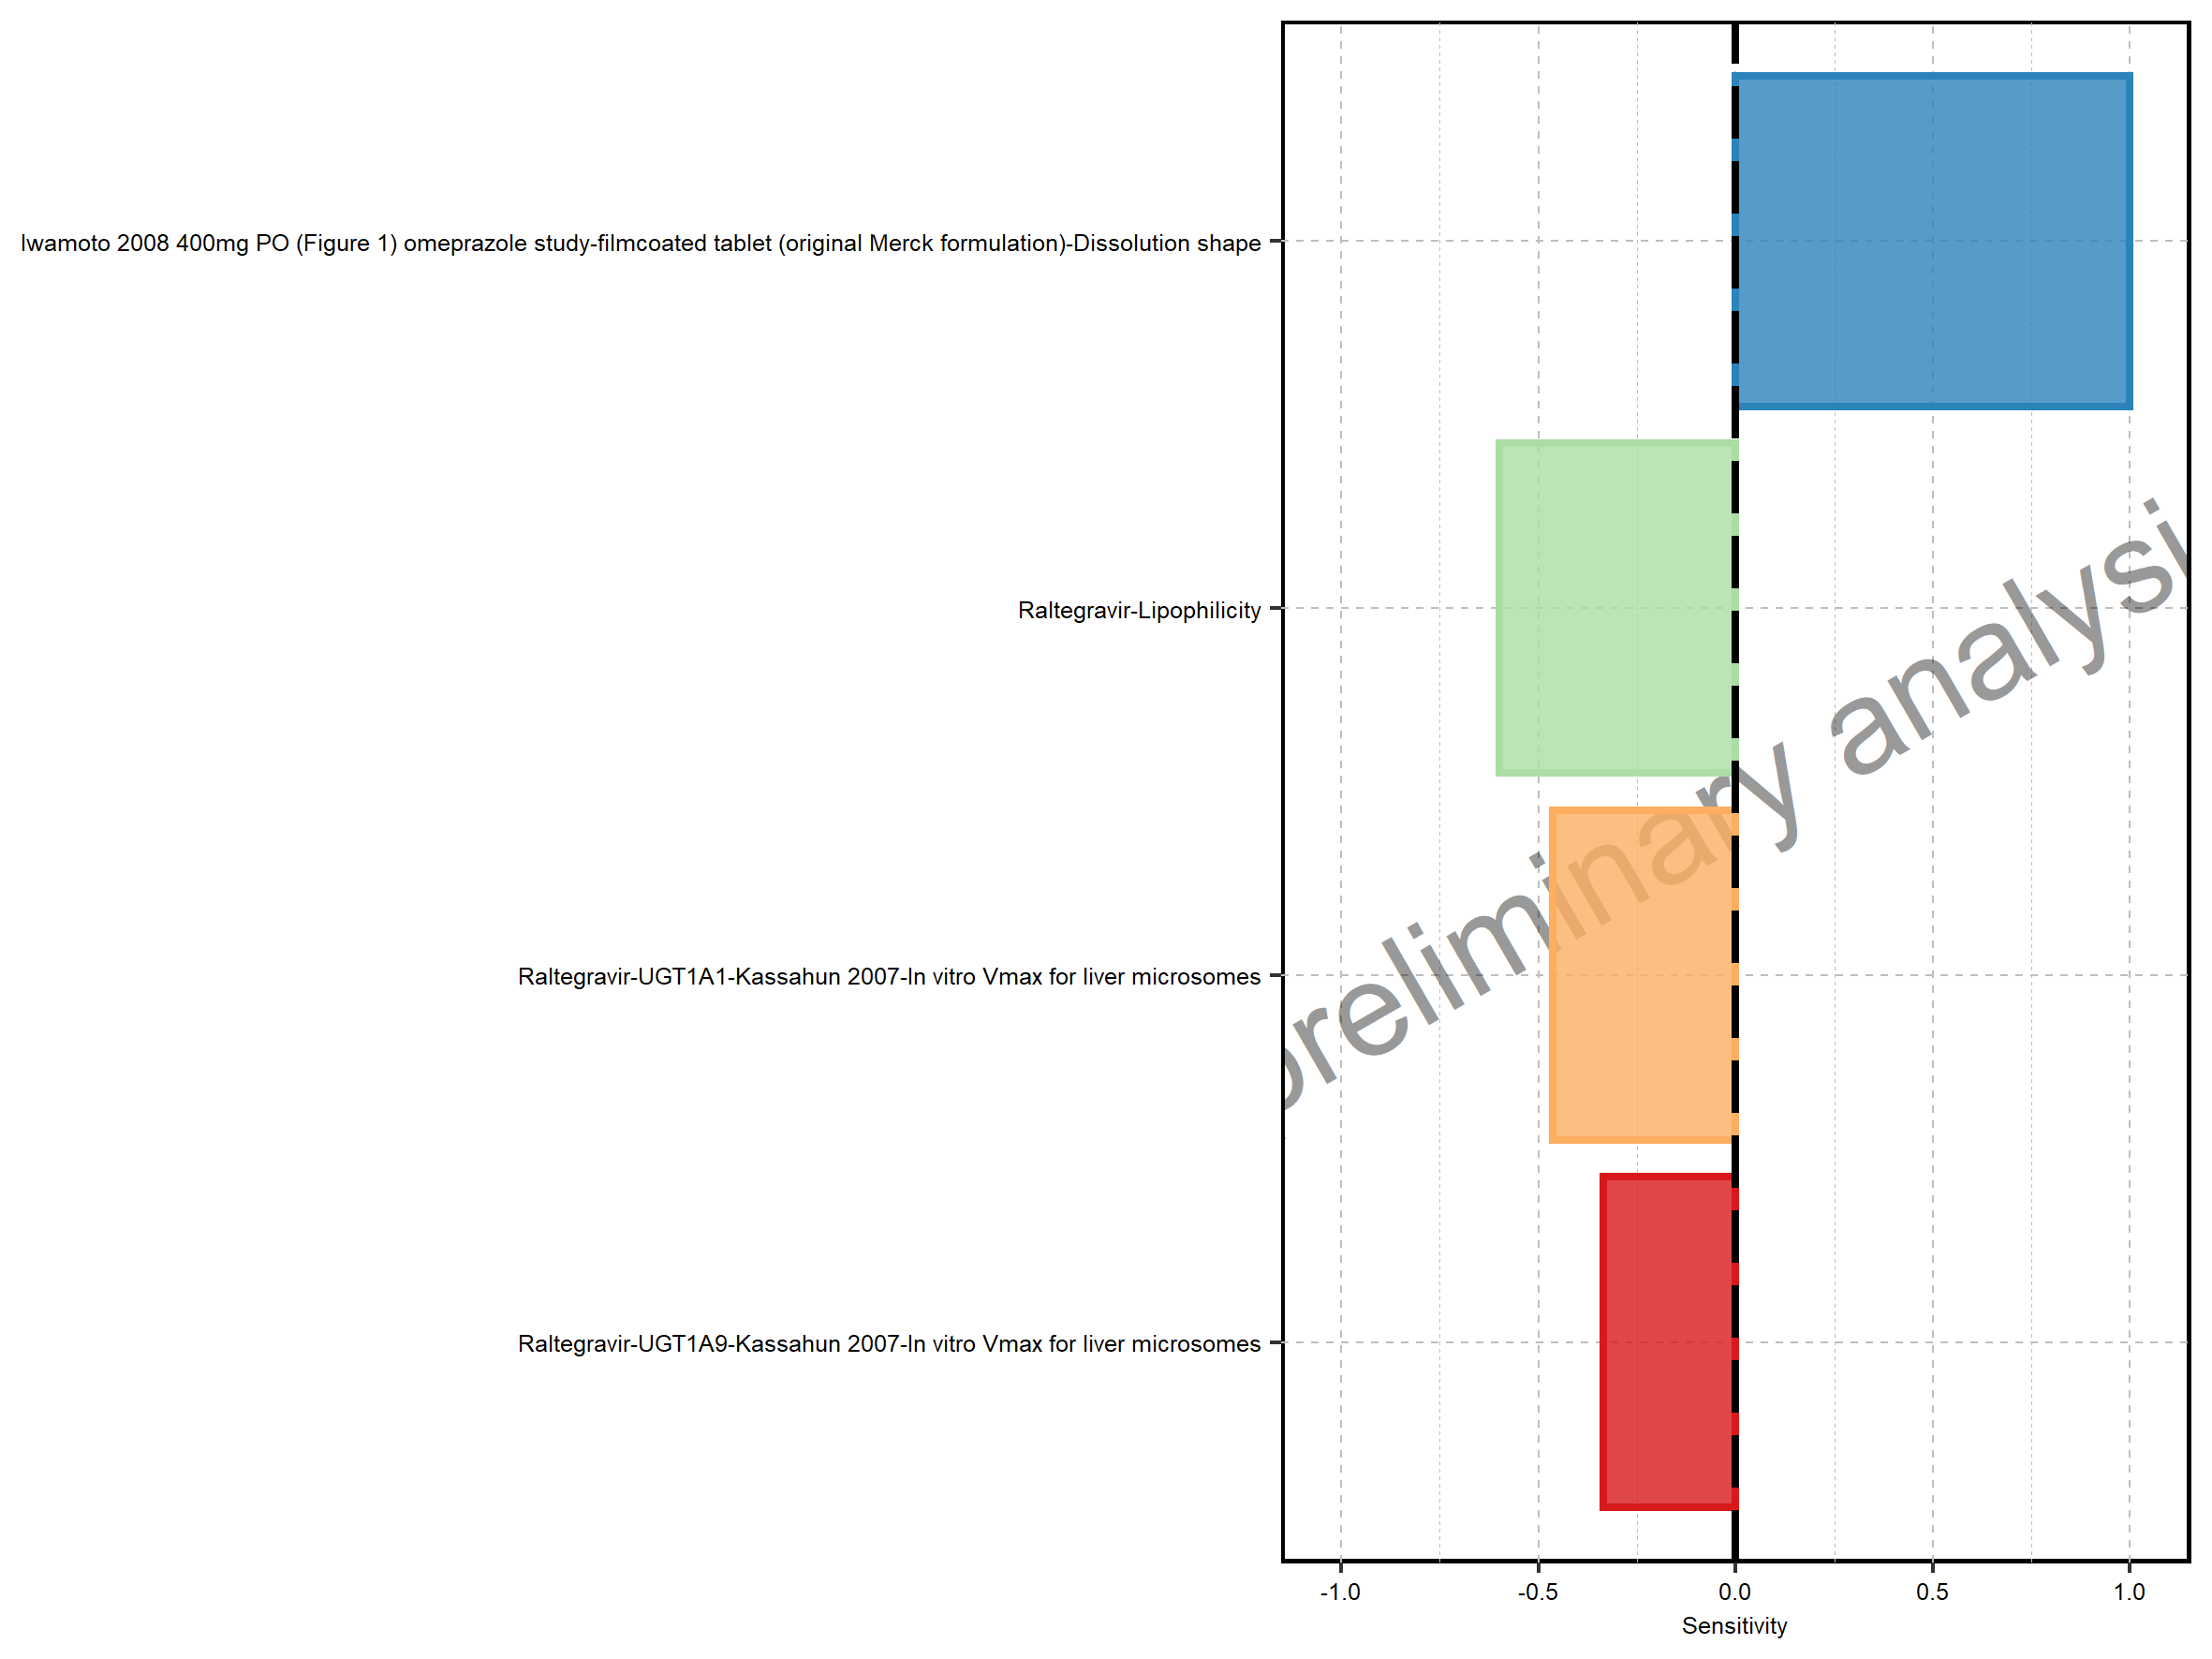 Iwamoto 2008 400mg PO (Figure 1) omeprazole study-filmcoated tablet (original Merck formulation)-Dissolution shape
Raltegravir-Lipophilicity
Raltegravir-UGT1A1-Kassahun 2007-In vitro Vmax for liver microsomes
Raltegravir-UGT1A9-Kassahun 2007-In vitro Vmax for liver microsomes
preliminary analysi
-1.0 -0.5 0.0 0.5 1.0
Sensitivity